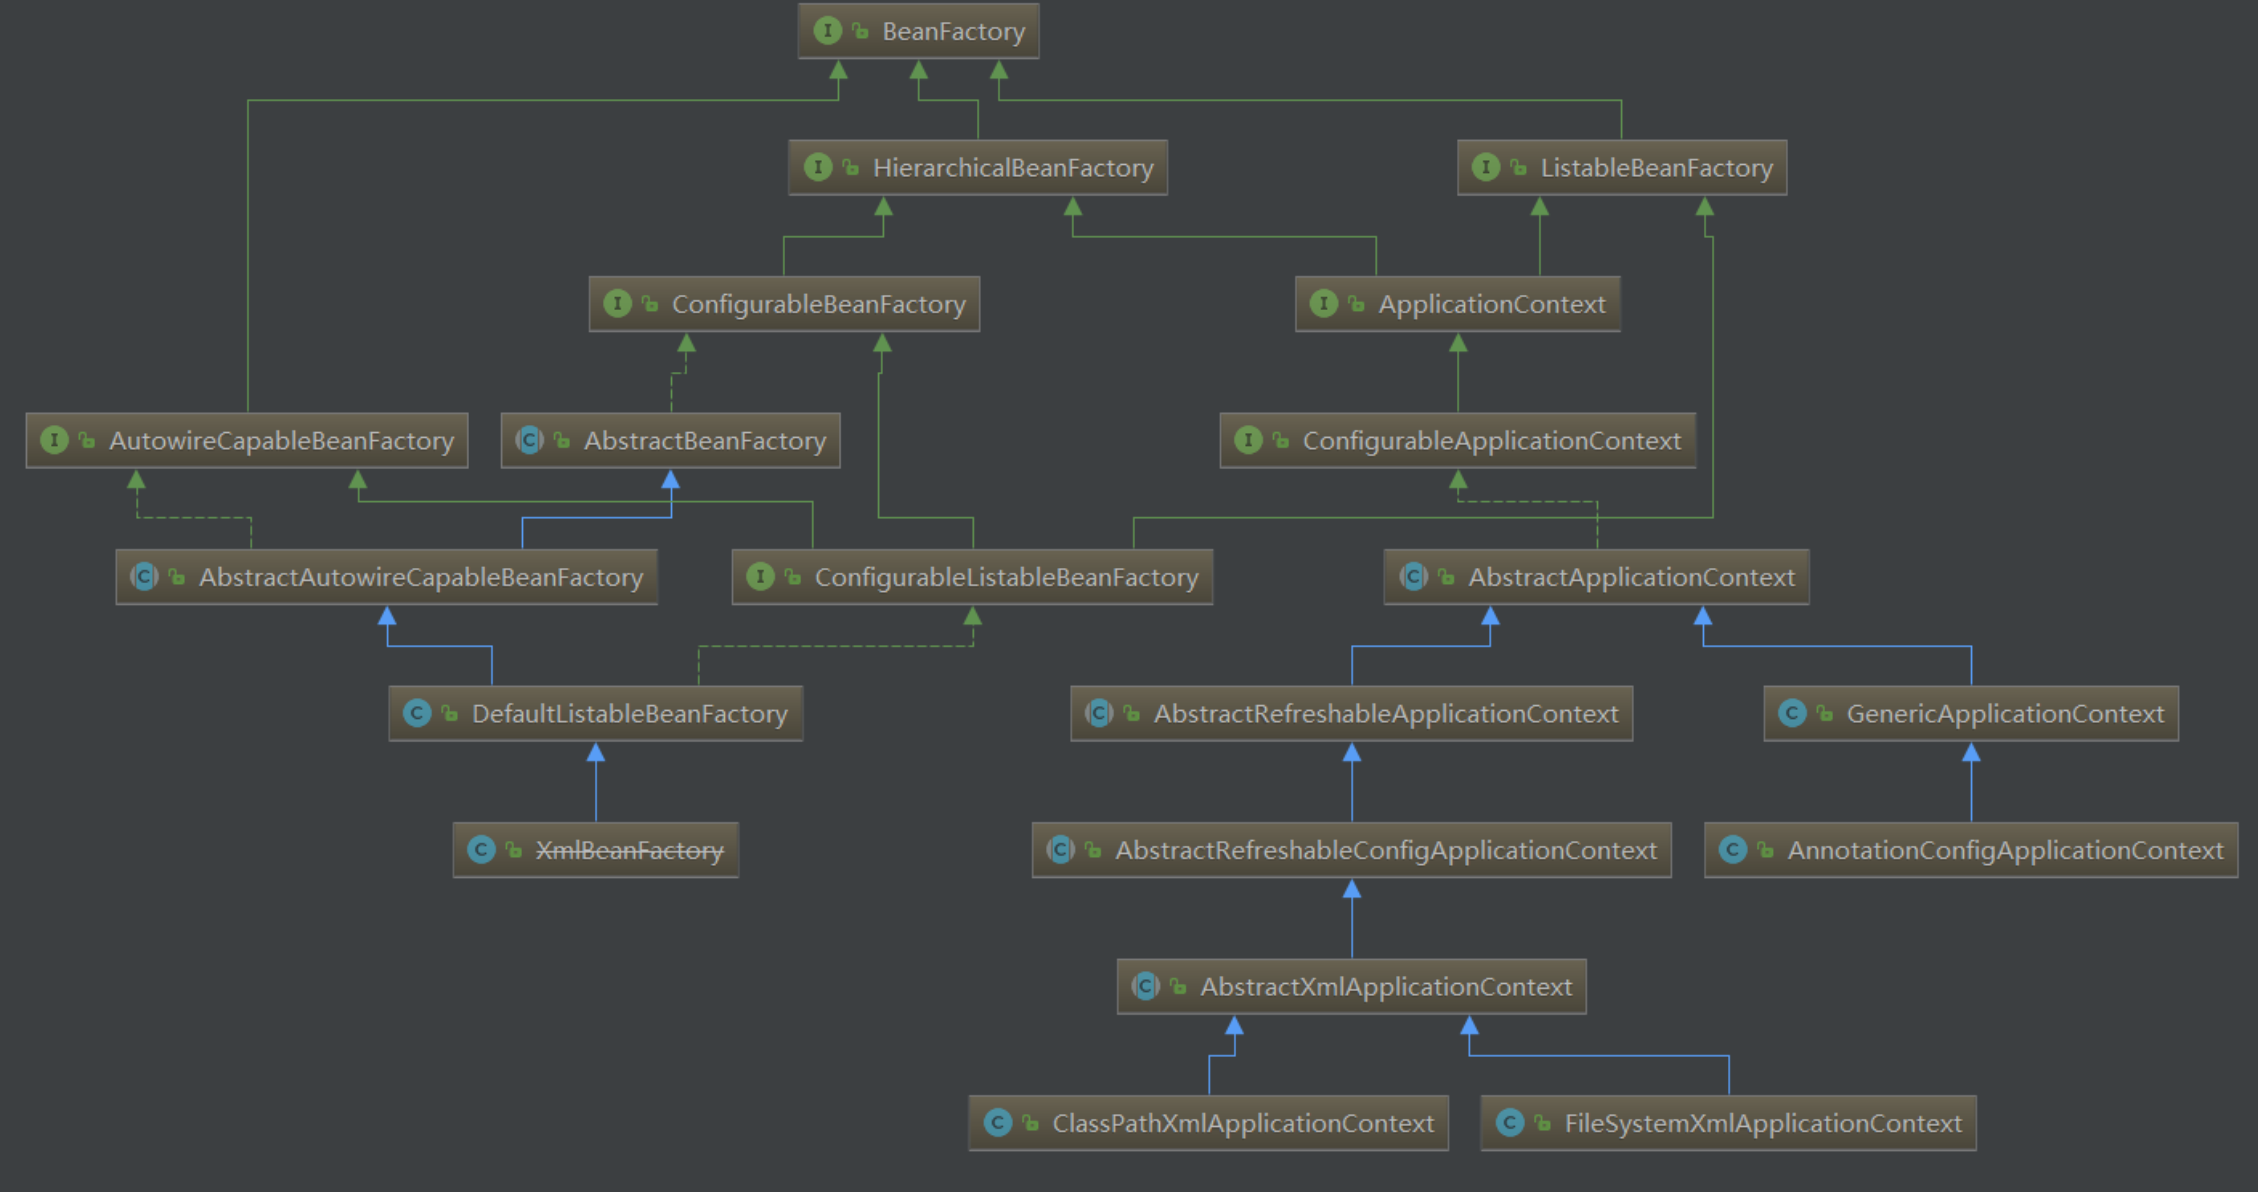 BeanFactory
HierarchicalBeanFactory
ListableBeanFactory
ConfigurableBeanFactory
ApplicationContext
AutowireCapableBeanFactory
AbstractBeanFactory
ConfigurableApplicationContext
AbstractAutowireCapableBeanFactory
ConfigurableListableBeanFactory
AbstractApplicationContext
DefaultListableBeanFactory
AbstractRefreshableApplicationContext
GenericApplicationContext
XmlBeanFactory
AbstractRefreshableConfigApplicationContext
AnnotationConfigApplicationContext
AbstractXmlApplicationContext
ClassPathXmlApplicationContext
FileSystemXmlApplicationContext